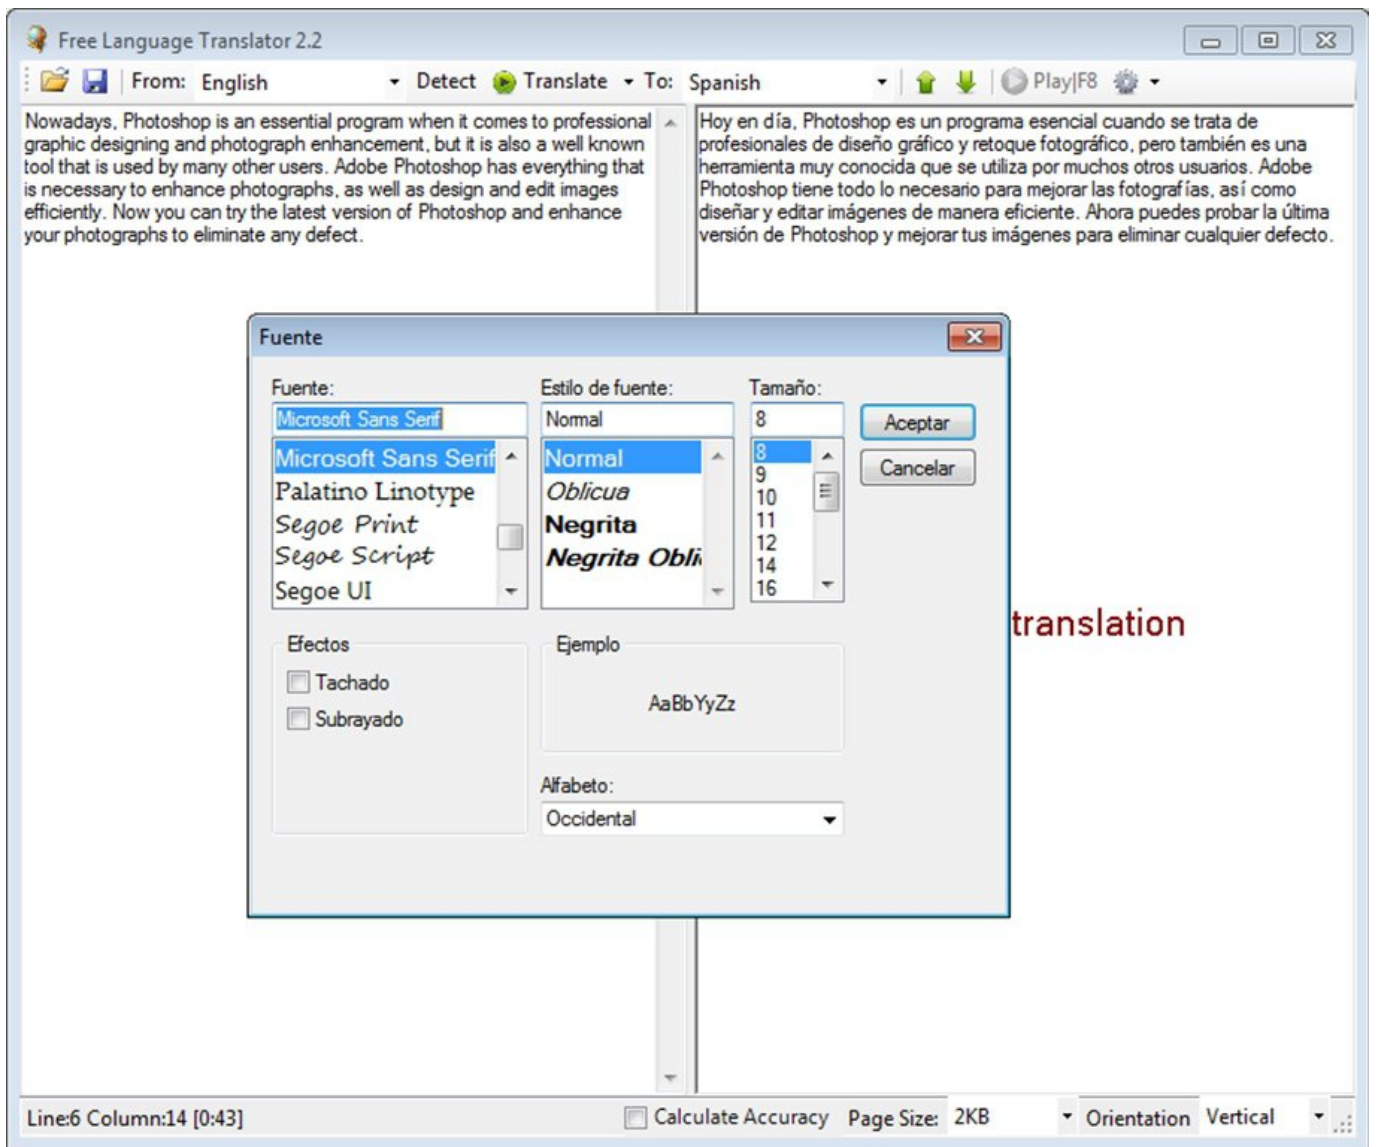 Free Language Translator 2.2
From: English Detect Translate To: Spanish Play|F8
Nowadays, Photoshop is an essential program when it comes to professional
graphic designing and photograph enhancement, but it is also a well known
tool that is used by many other users. Adobe Photoshop has everything that
is necessary to enhance photographs, as well as design and edit images
efficiently. Now you can try the latest version of Photoshop and enhance
your photographs to eliminate any defect.
Hoy en día, Photoshop es un programa esencial cuando se trata de
profesionales de diseño gráfico y retoque fotográfico, pero también es una
herramienta muy conocida que se utiliza por muchos otros usuarios. Adobe
Photoshop tiene todo lo necesario para mejorar las fotografías, así como
diseñar y editar imágenes de manera eficiente. Ahora puedes probar la última
versión de Photoshop y mejorar tus imágenes para eliminar cualquier defecto.
Fuente
Fuente:
Microsoft Sans Serif
Microsoft Sans Serif
Palatino Linotype
Segoe Print
Segoe Script
Segoe UI
Estilo de fuente:
Normal
Normal
Oblicua
Negrita
Negrita Obli
Tamaño:
8
8
9
10
11
12
14
16
Aceptar
Cancelar
Efectos
Tachado
Subrayado
Ejemplo
AaBbYyZz
Alfabeto:
Occidental
translation
Line:6 Column:14 [0:43] Calculate Accuracy Page Size: 2KB Orientation Vertical